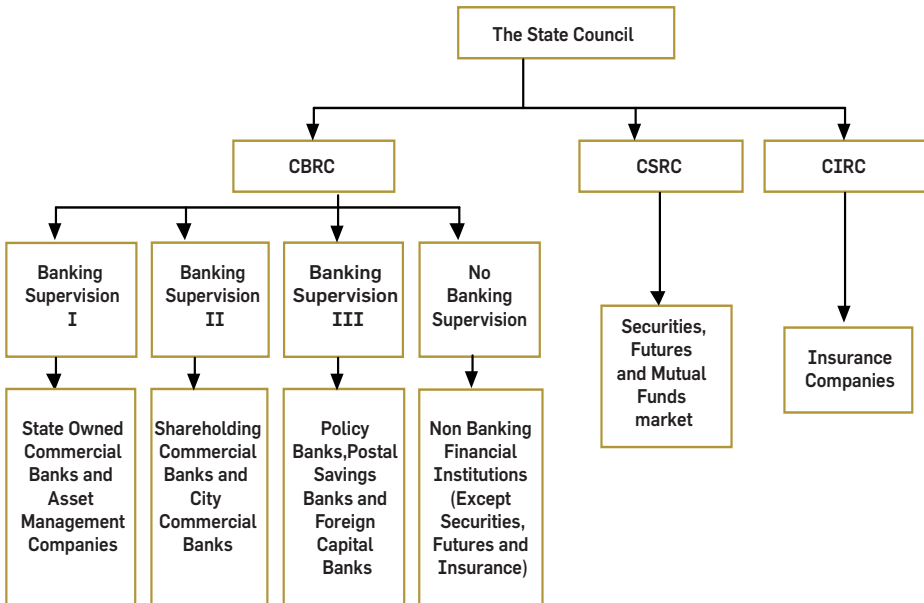 The State Council
CBRC
CSRC
CIRC
Banking
Supervision
I
Banking
Supervision
II
Banking
Supervision
III
No
Banking
Supervision
Securities,
Futures
and Mutual
Funds
market
Insurance
Companies
State Owned
Commercial
Banks and
Asset
Management
Companies
Shareholding
Commercial
Banks and
City
Commercial
Banks
Policy
Banks,Postal
Savings
Banks and
Foreign
Capital
Banks
Non Banking
Financial
Institutions
(Except
Securities,
Futures and
Insurance)